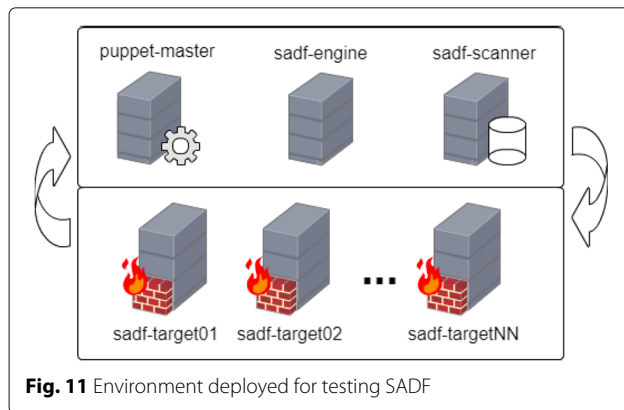 puppet-master sadf-engine sadf-scanner
sadf-target01 sadf-target02 ... sadf-targetNN
Fig. 11 Environment deployed for testing SADF